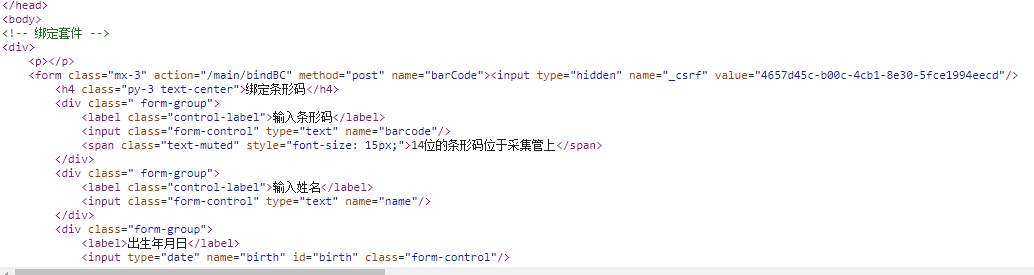 </head>
<body>
<!-- 绑定套件 -->
<div>
<p></p>
<form class="mx-3" action="/main/bindBC" method="post" name="barCode"><input type="hidden" name="_csrf" value="4657d45c-b00c-4cb1-8e30-5fce1994eecd"/>
<h4 class="py-3 text-center">绑定条形码</h4>
<div class=" form-group">
<label class="control-label">输入条形码</label>
<input class="form-control" type="text" name="barcode"/>
<span class="text-muted" style="font-size: 15px;">14位的条形码位于采集管上</span>
</div>
<div class=" form-group">
<label class="control-label">输入姓名</label>
<input class="form-control" type="text" name="name"/>
</div>
<div class="form-group">
<label>出生年月日</label>
<input type="date" name="birth" id="birth" class="form-control"/>